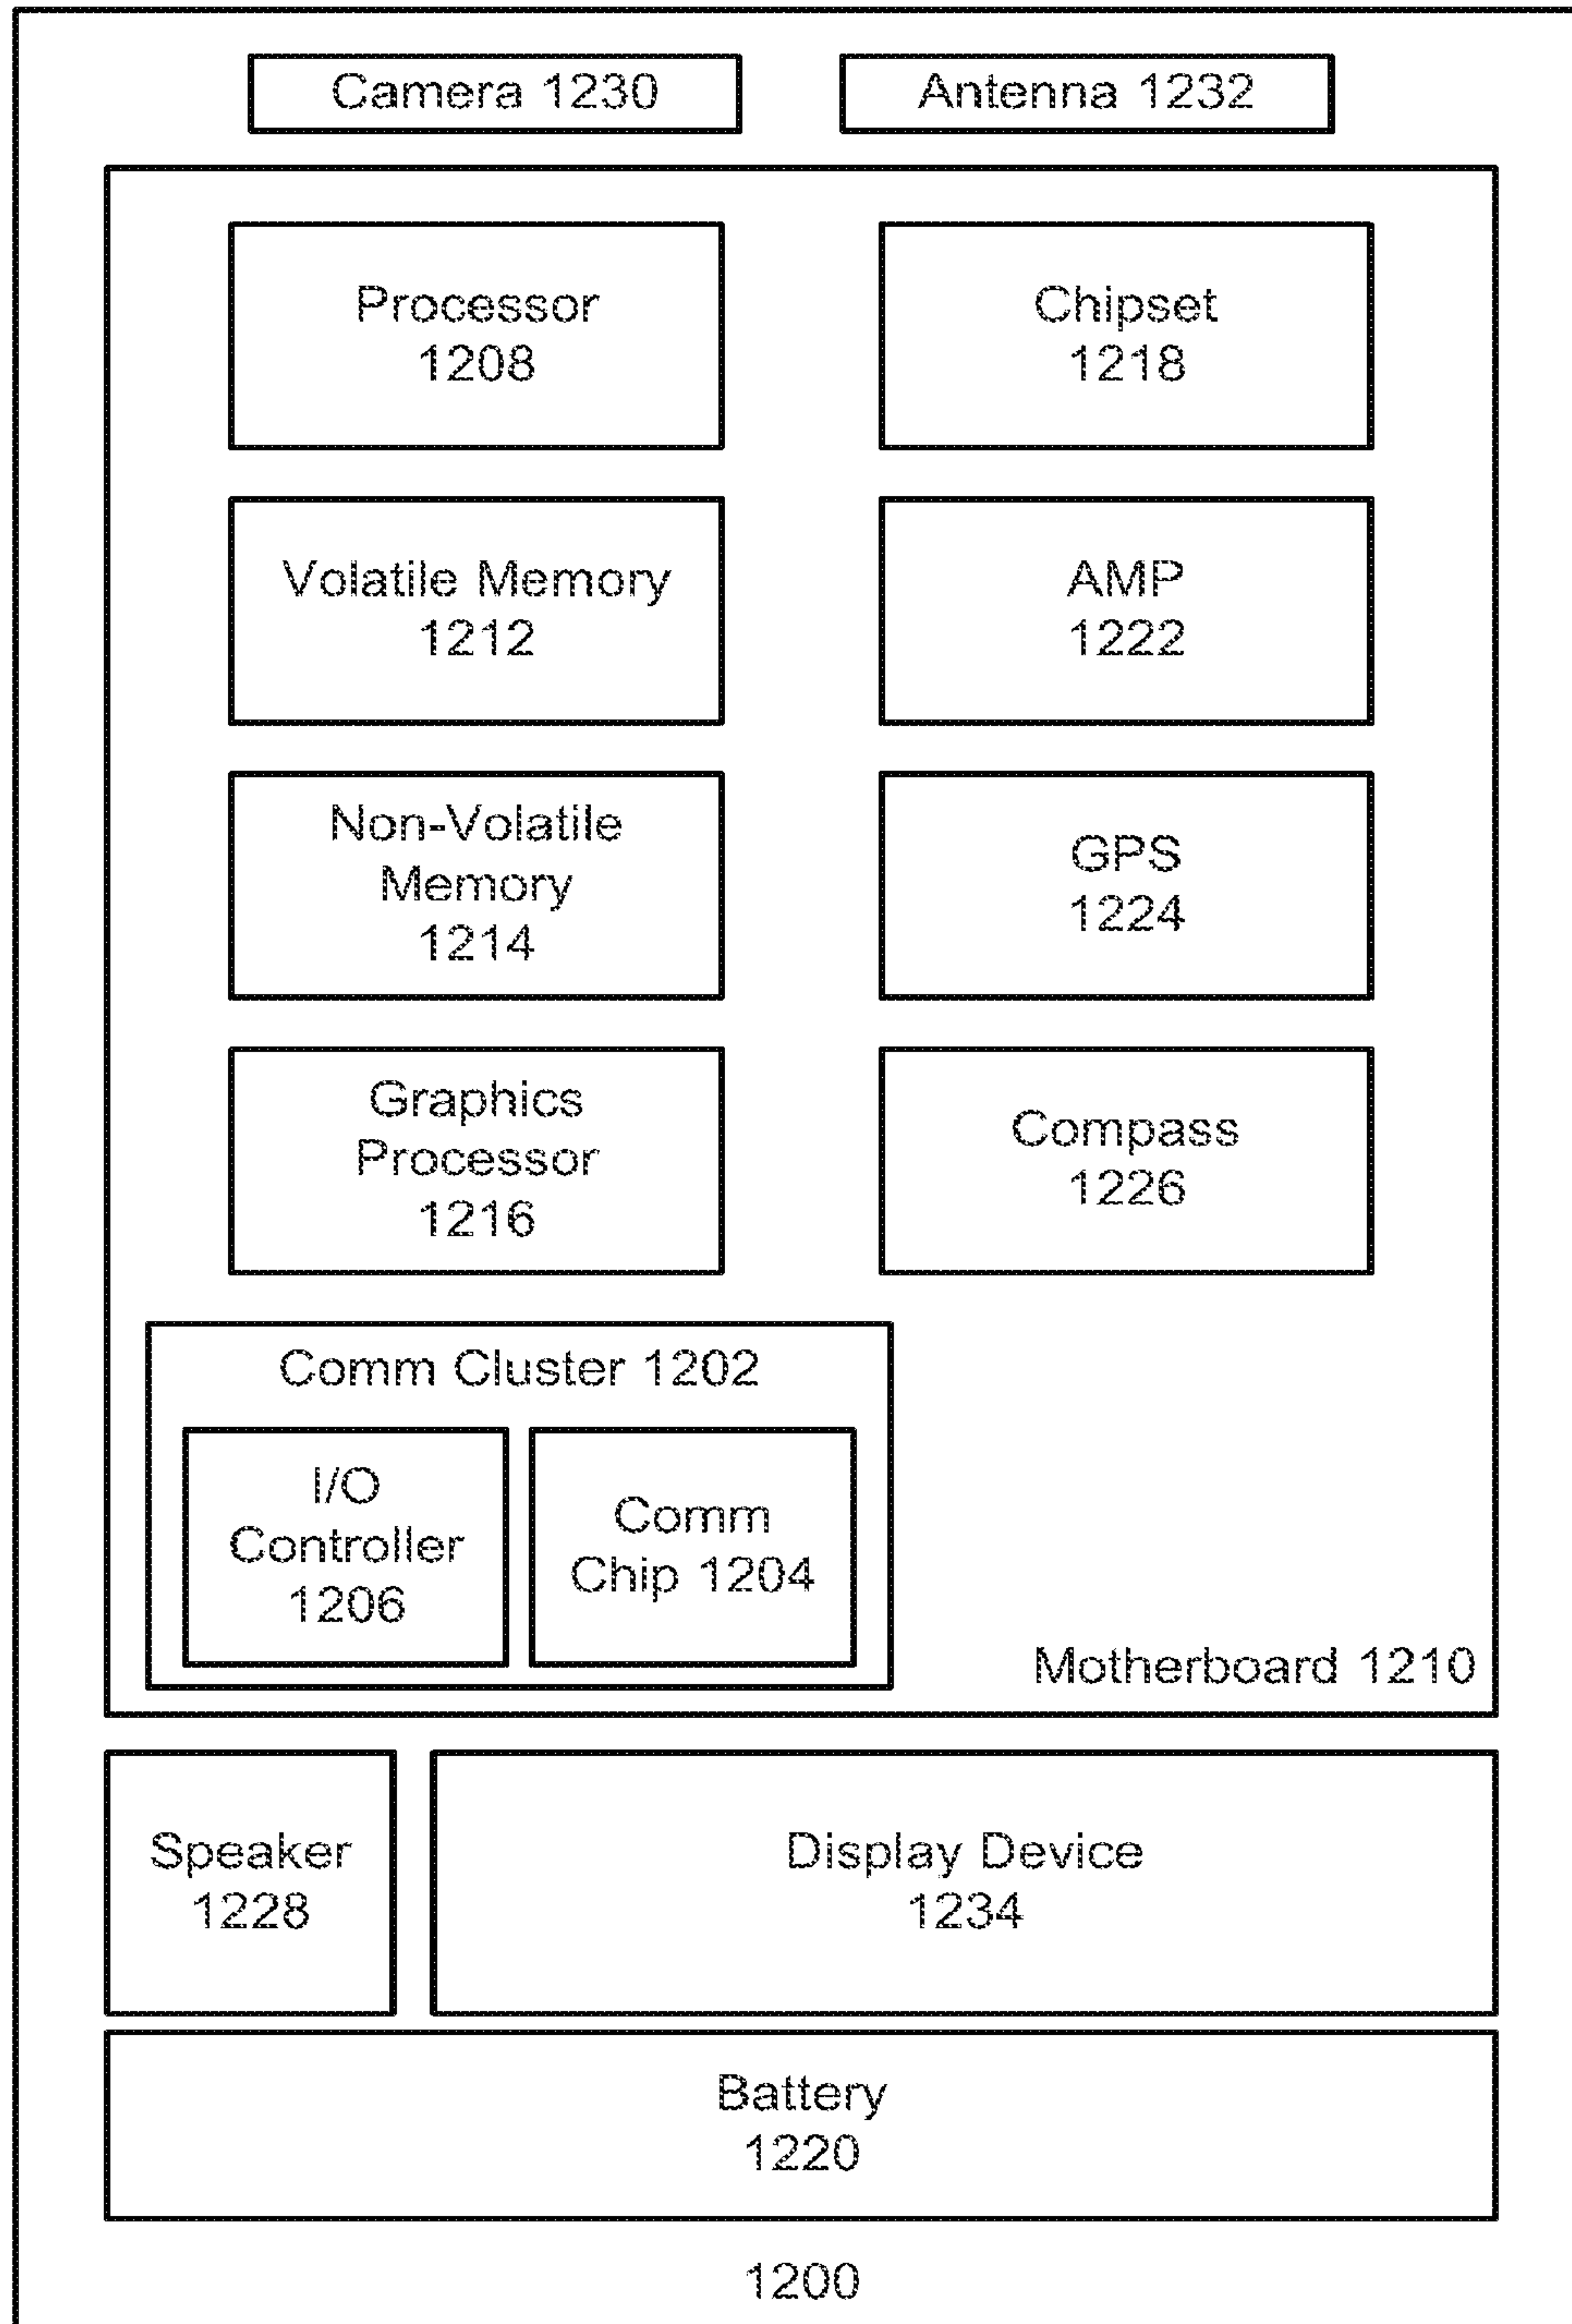 Camera 1230
Antenna 1232
Processor
1208
Chipset
1218
Volatile Memory
1212
AMP
1222
Non-Volatile
Memory
1214
GPS
1224
Graphics
Processor
1216
Compass
1226
Comm Cluster 1202
I/O
Controller
1206
Comm
Chip 1204
Motherboard 1210
Speaker
1228
Display Device
1234
Battery
1220
1200